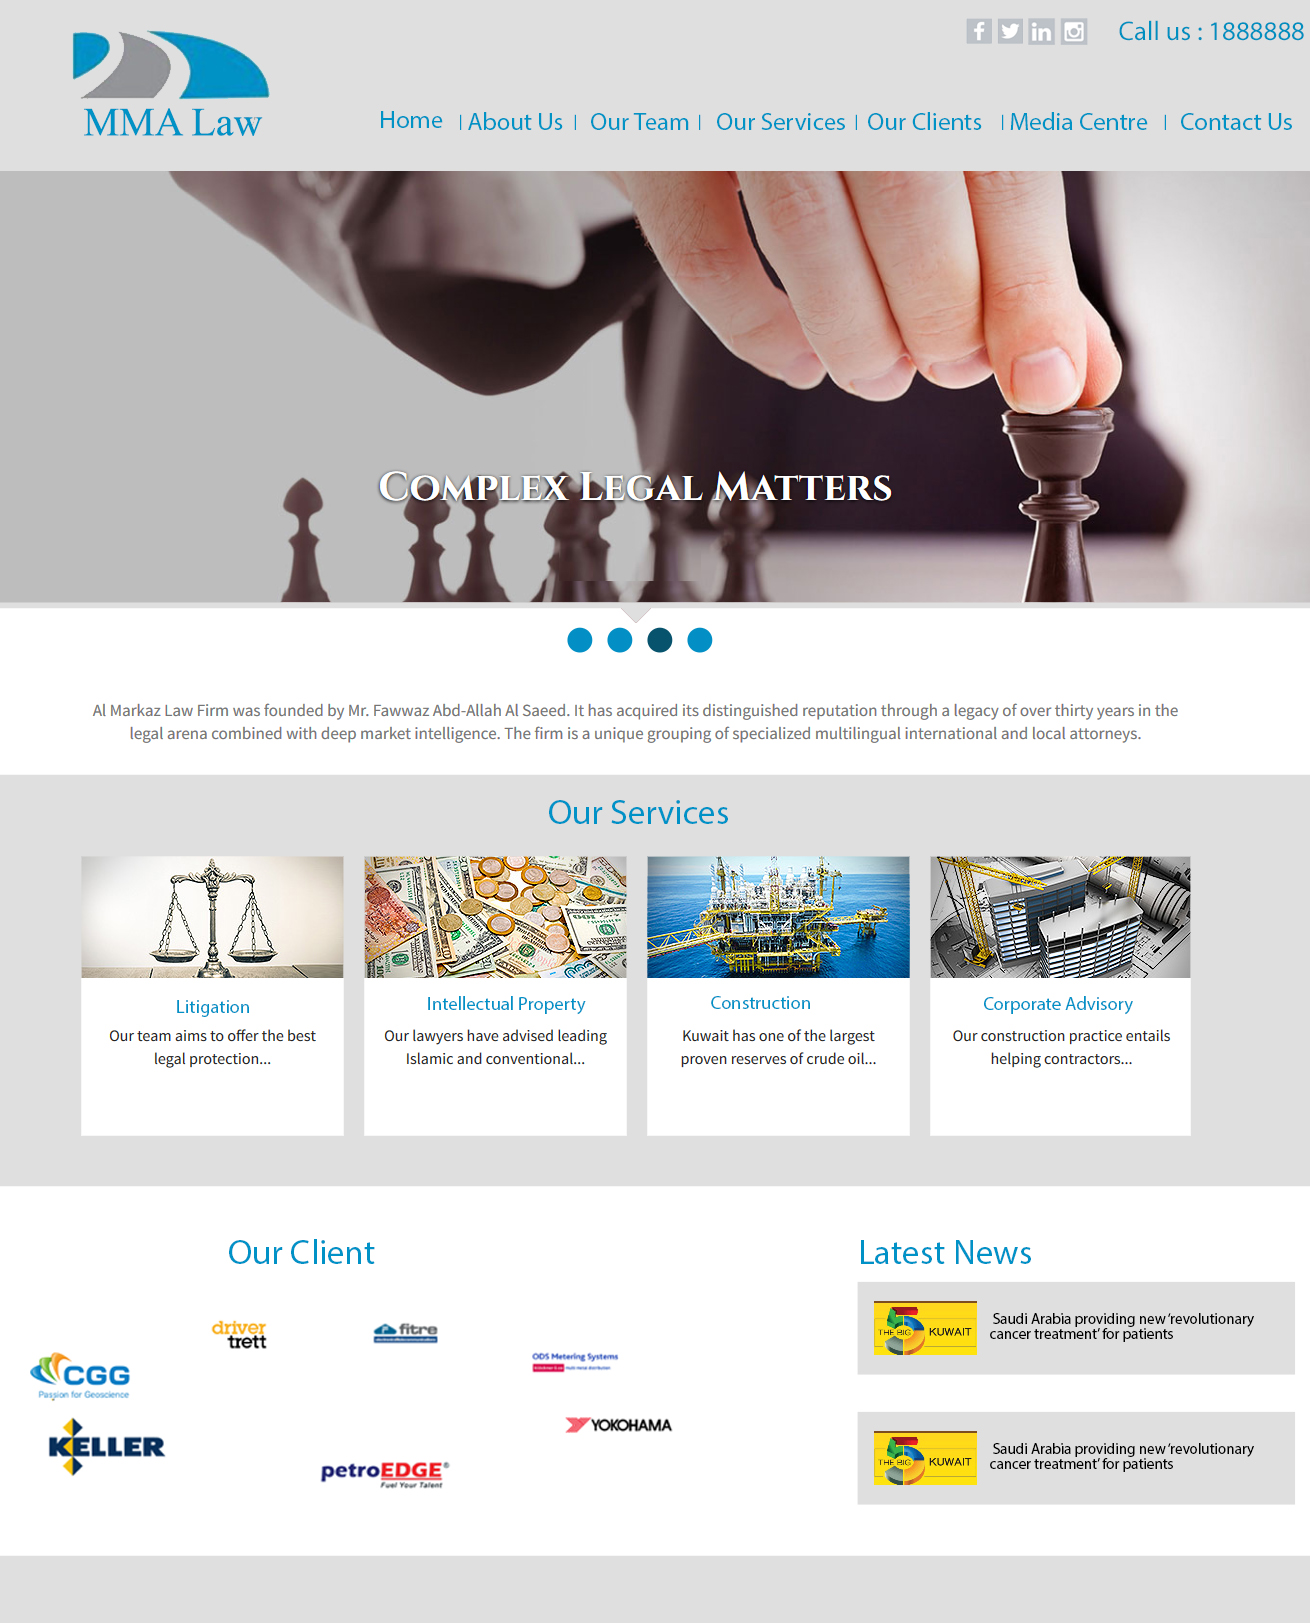 Call us : 1888888
MMA Law
Home | About Us | Our Team | Our Services | Our Clients | Media Centre | Contact Us
Complex Legal Matters
Al Markaz Law Firm was founded by Mr. Fawwaz Abd-Allah Al Saeed. It has acquired its distinguished reputation through a legacy of over thirty years in the
legal arena combined with deep market intelligence. The firm is a unique grouping of specialized multilingual international and local attorneys.
Our Services
Litigation
Our team aims to offer the best
legal protection...
Intellectual Property
Our lawyers have advised leading
Islamic and conventional...
Construction
Kuwait has one of the largest
proven reserves of crude oil...
Corporate Advisory
Our construction practice entails
helping contractors...
Our Client
driver
trett
fitre
CGG
Passion for Geoscience
ODS Metering Systems
KELLER
YOKOHAMA
petroEDGE®
Fuel Your Talent
Latest News
THE BIG 5 KUWAIT
Saudi Arabia providing new ‘revolutionary
cancer treatment’ for patients
THE BIG 5 KUWAIT
Saudi Arabia providing new ‘revolutionary
cancer treatment’ for patients